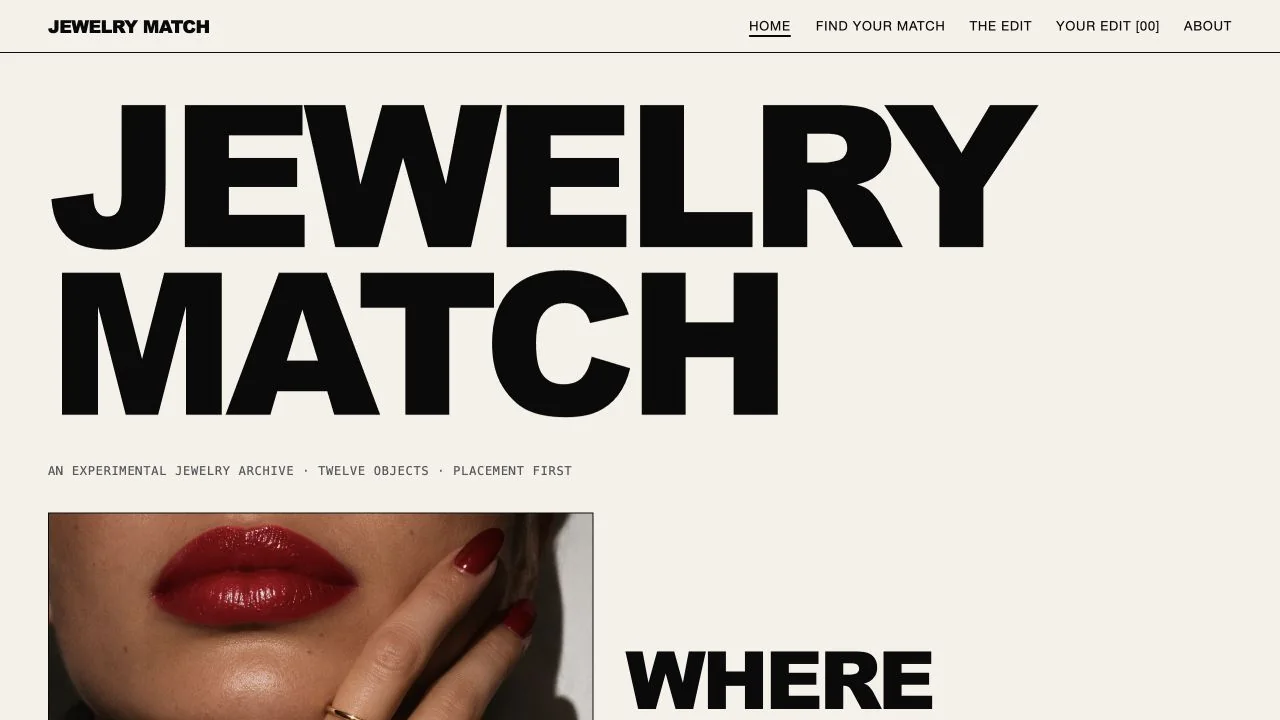 JEWELRY MATCH
HOME
FIND YOUR MATCH
THE EDIT
YOUR EDIT [00]
ABOUT
JEWELRY
MATCH
AN EXPERIMENTAL JEWELRY ARCHIVE · TWELVE OBJECTS · PLACEMENT FIRST
WHERE